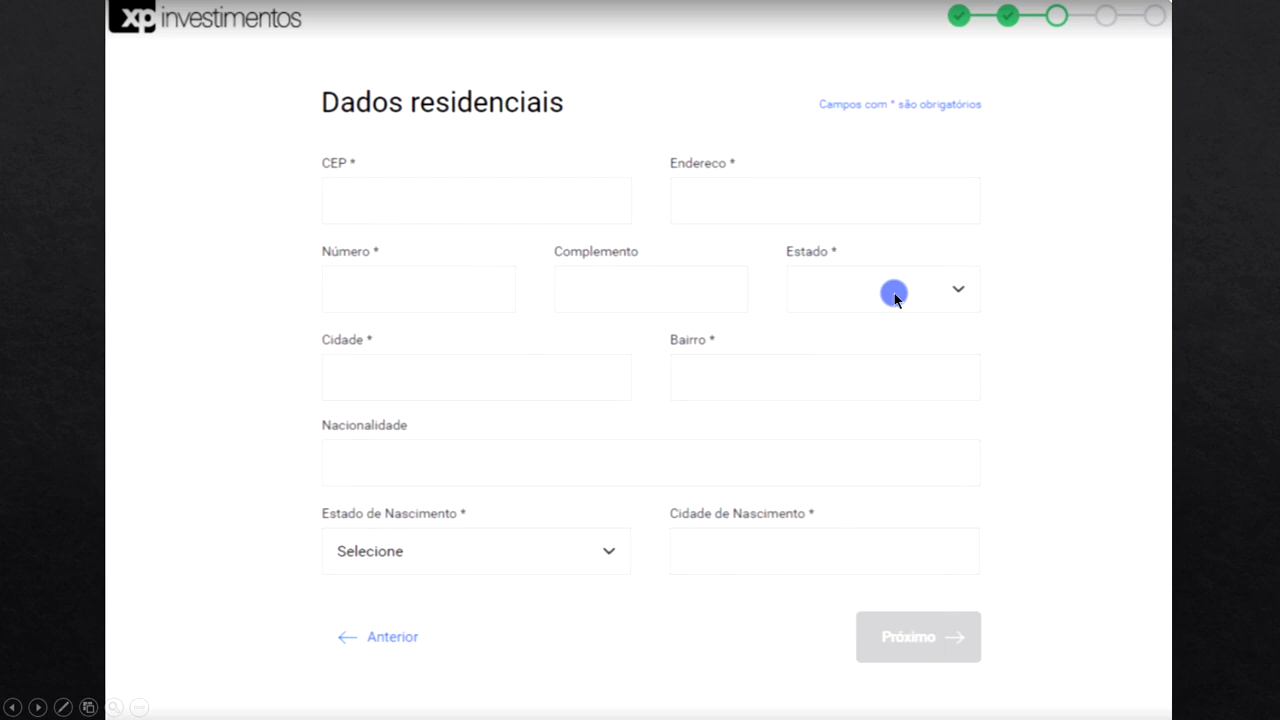 xp investimentos
Dados residenciais
Campos com * são obrigatórios
CEP *
Endereco *
Número *
Complemento
Estado *
Cidade *
Bairro *
Nacionalidade
Estado de Nascimento *
Cidade de Nascimento *
Selecione
Anterior
Próximo